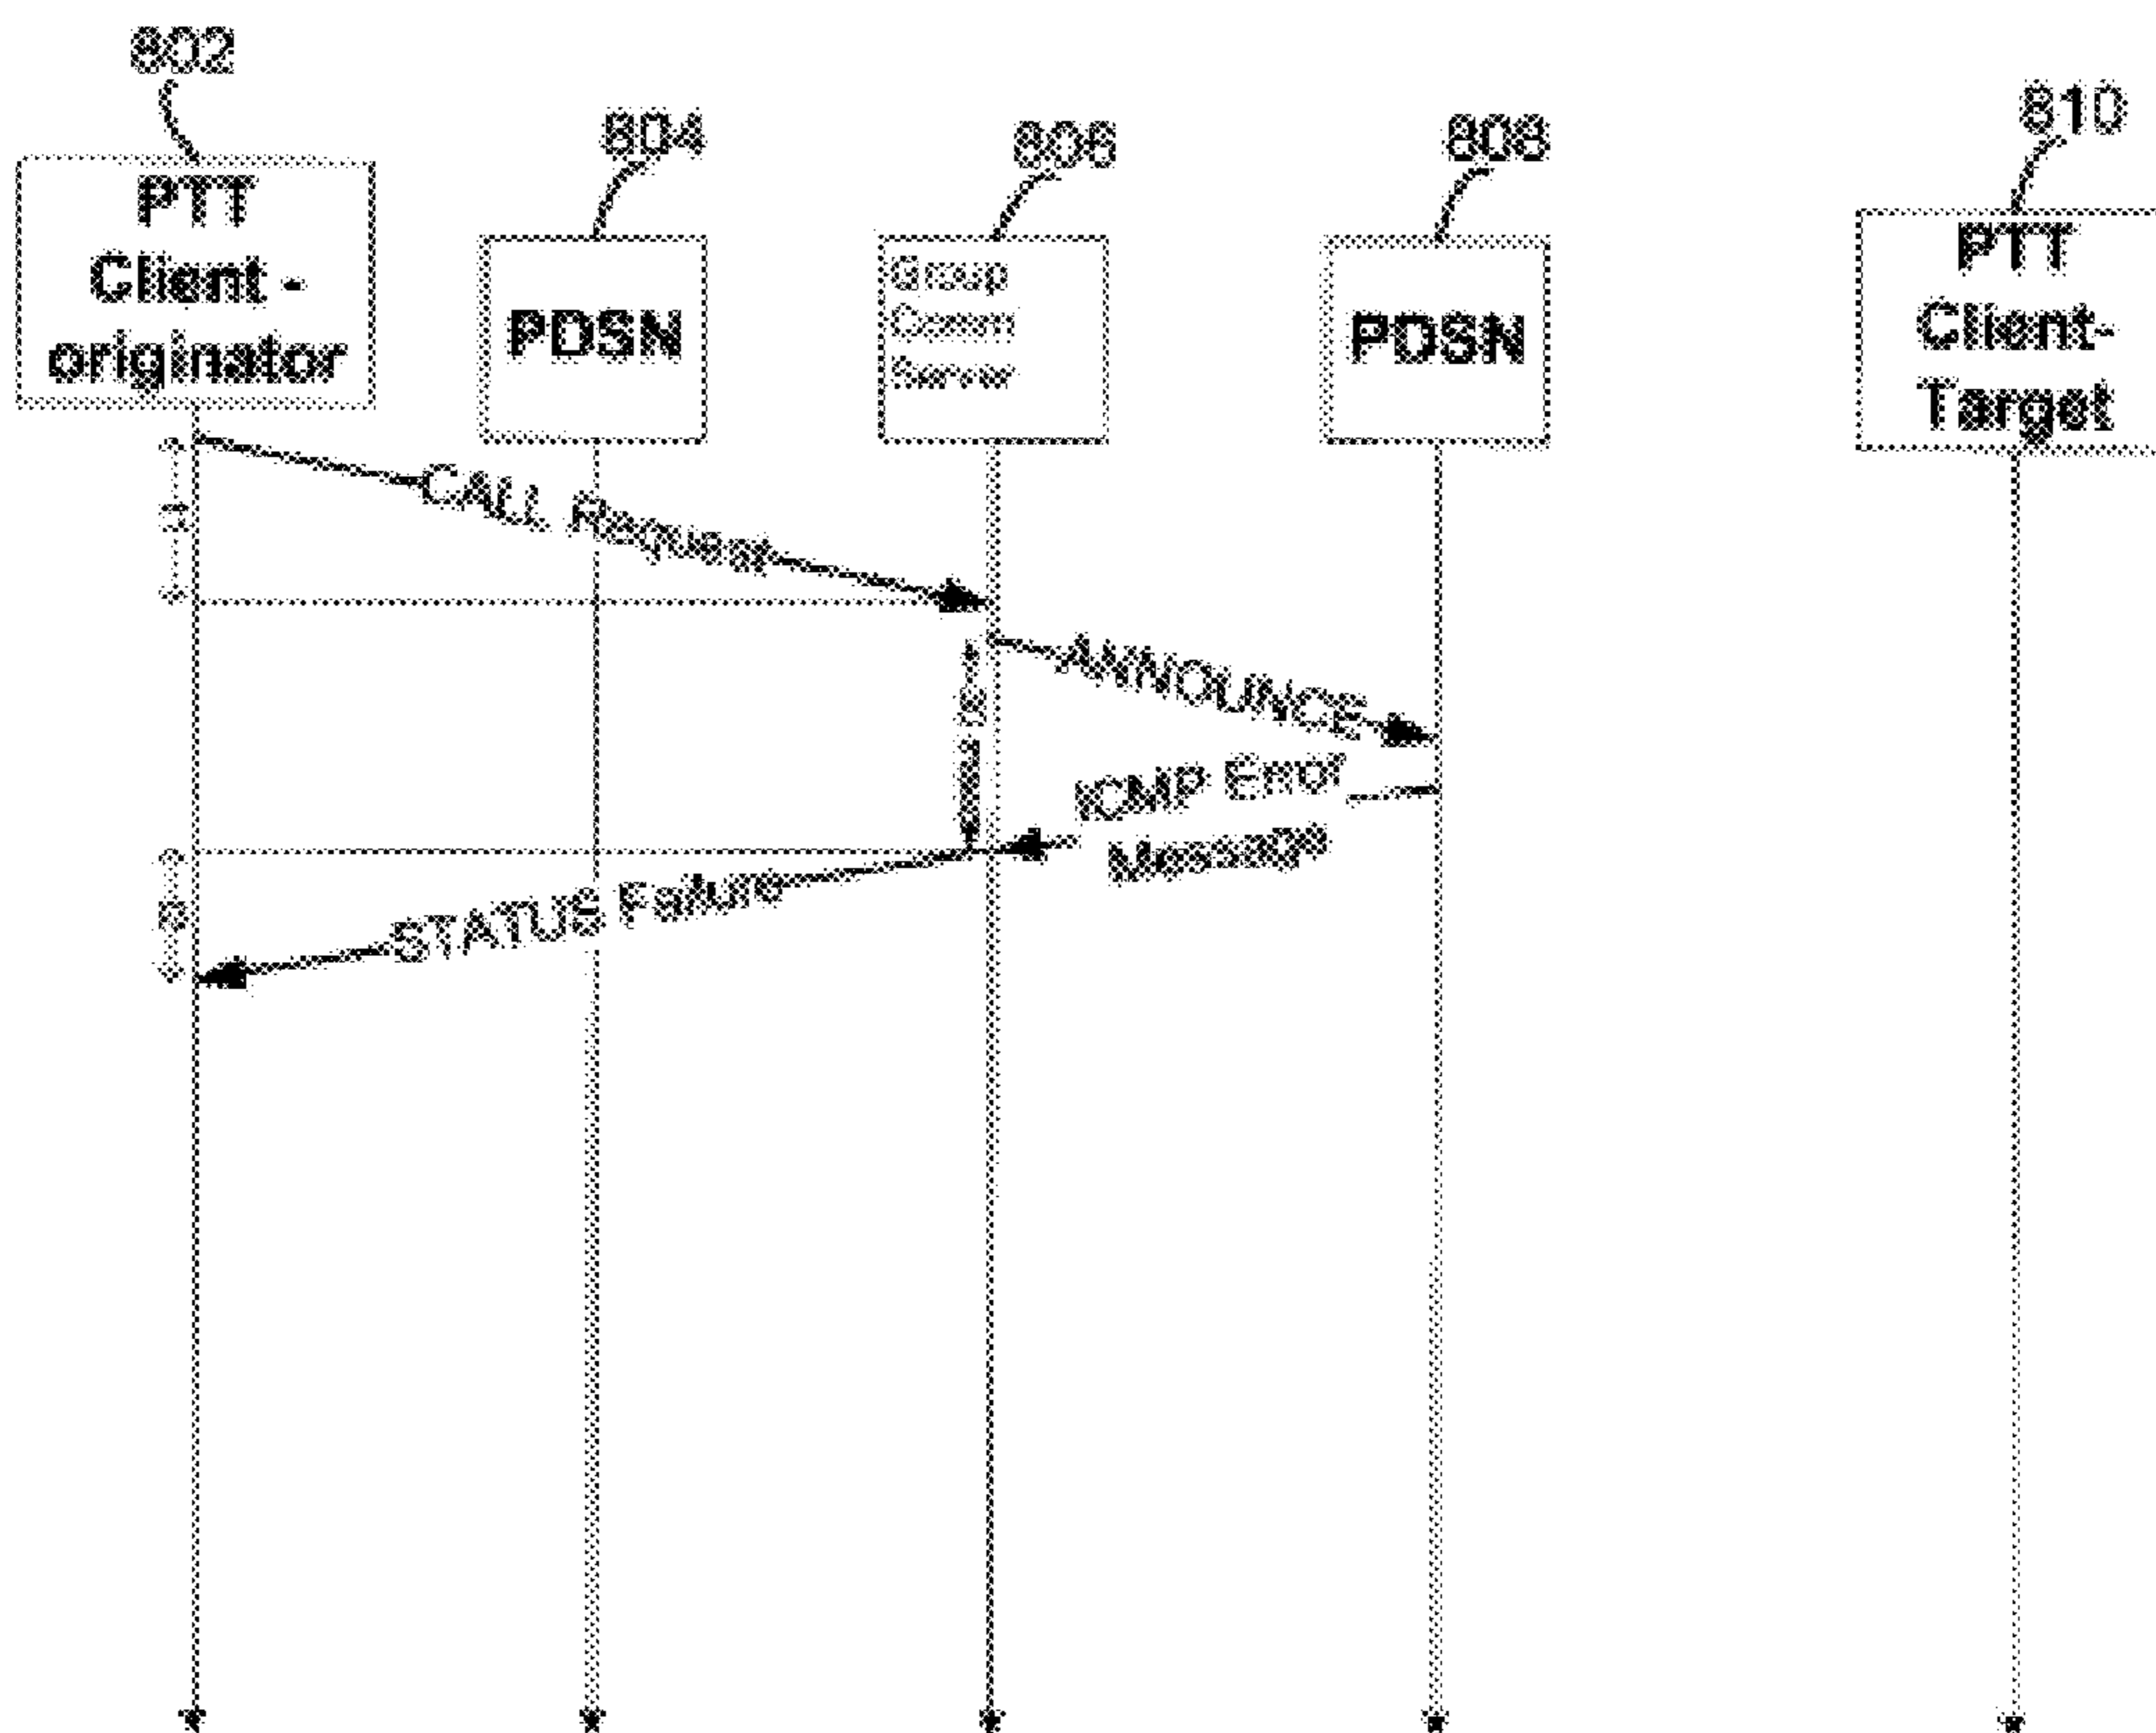 802
804
806
808
810
PTT
Client -
originator
PDSN
Group
Comm
Server
PDSN
PTT
Client-
Target
CALL Request
ANNOUNCE
ICMP Error
Message
STATUS Failure